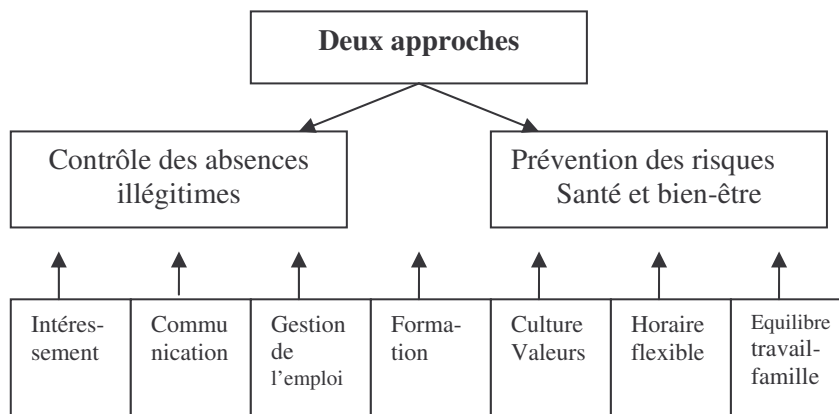 Deux approches
Contrôle des absences
illégitimes
Prévention des risques
Santé et bien-être
Intéres-
sement
Commu
nication
Gestion
de
l’emploi
Forma-
tion
Culture
Valeurs
Horaire
flexible
Equilibre
travail-
famille